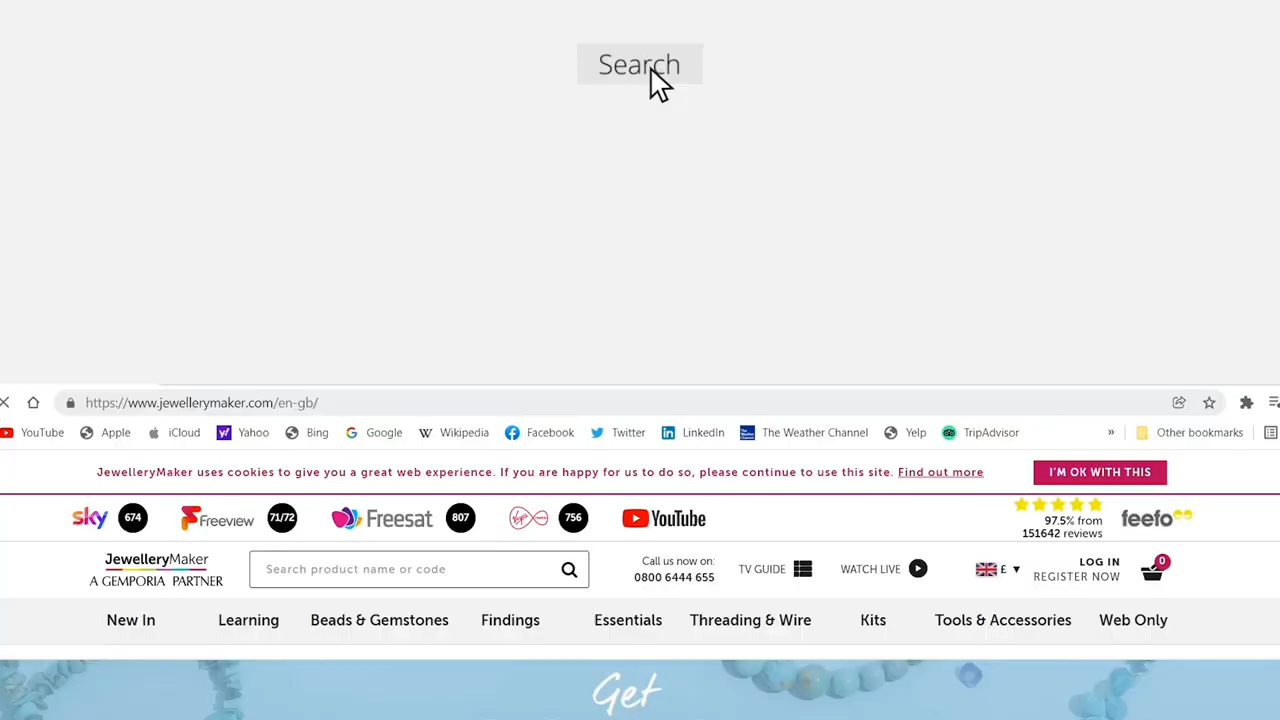 Search
https://www.jewellerymaker.com/en-gb/
YouTube Apple iCloud Yahoo Bing Google Wikipedia Facebook Twitter LinkedIn The Weather Channel Yelp TripAdvisor » Other bookmarks
JewelleryMaker uses cookies to give you a great web experience. If you are happy for us to do so, please continue to use this site. Find out more I'M OK WITH THIS
sky 674 Freeview 71/72 Freesat 807 Virgin media 756 YouTube
97.5% from
151642 reviews
feefo
JewelleryMaker
A GEMPORIA PARTNER
Search product name or code
Call us now on:
0800 6444 655
TV GUIDE WATCH LIVE £
LOG IN
REGISTER NOW
0
New In Learning Beads & Gemstones Findings Essentials Threading & Wire Kits Tools & Accessories Web Only
Get